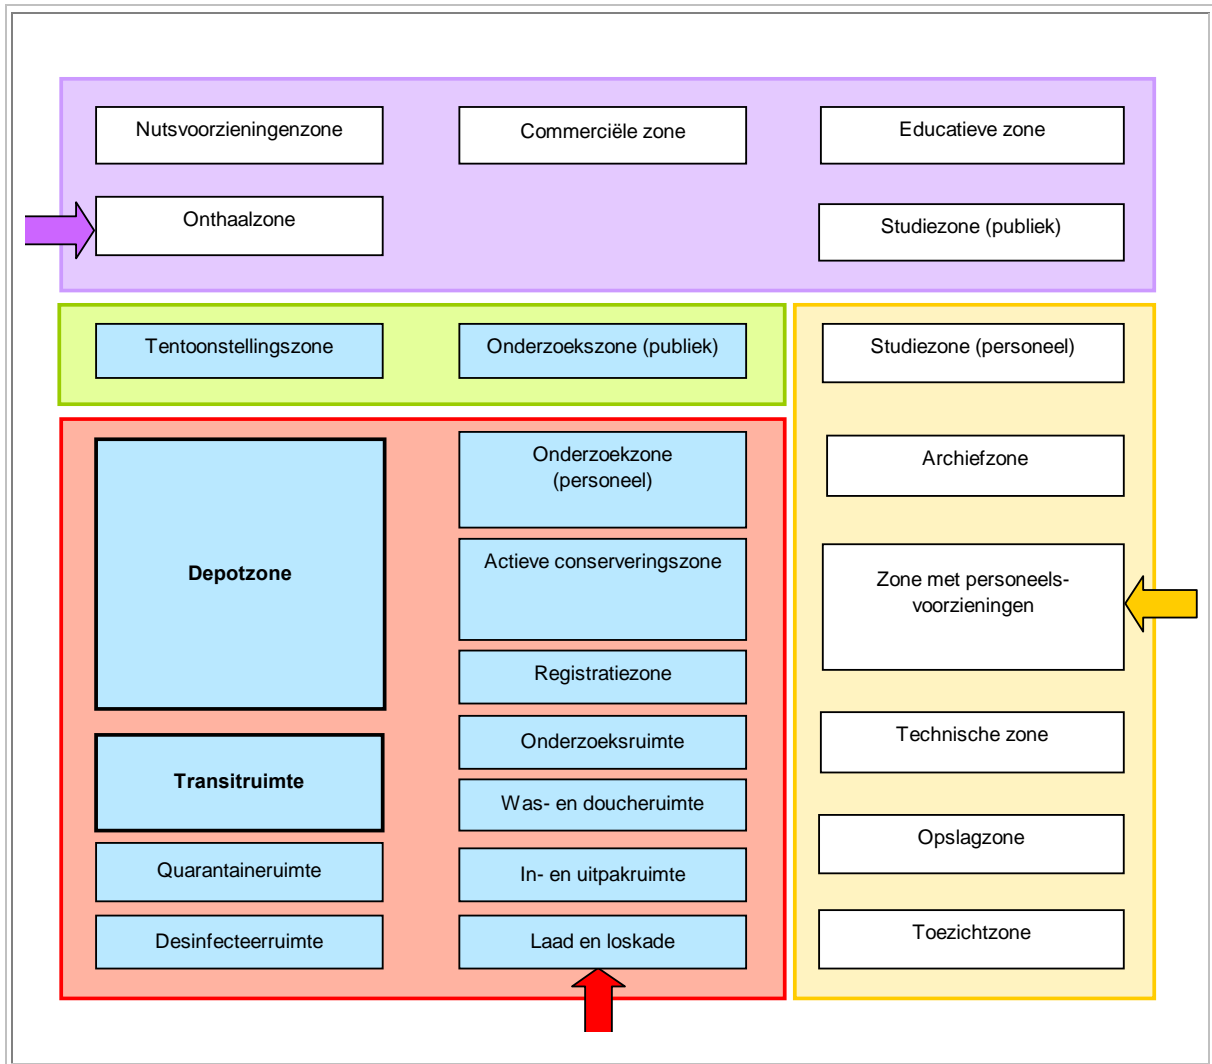 Nutsvoorzieningenzone
Commerciële zone
Educatieve zone
Onthaalzone
Studiezone (publiek)
Tentoonstellingszone
Onderzoekszone (publiek)
Studiezone (personeel)
Depotzone
Transitruimte
Quarantaineruimte
Desinfecteerruimte
Onderzoekzone
(personeel)
Actieve conserveringszone
Registratiezone
Onderzoeksruimte
Was- en doucheruimte
In- en uitpakruimte
Laad en loskade
Archiefzone
Zone met personeels-
voorzieningen
Technische zone
Opslagzone
Toezichtzone